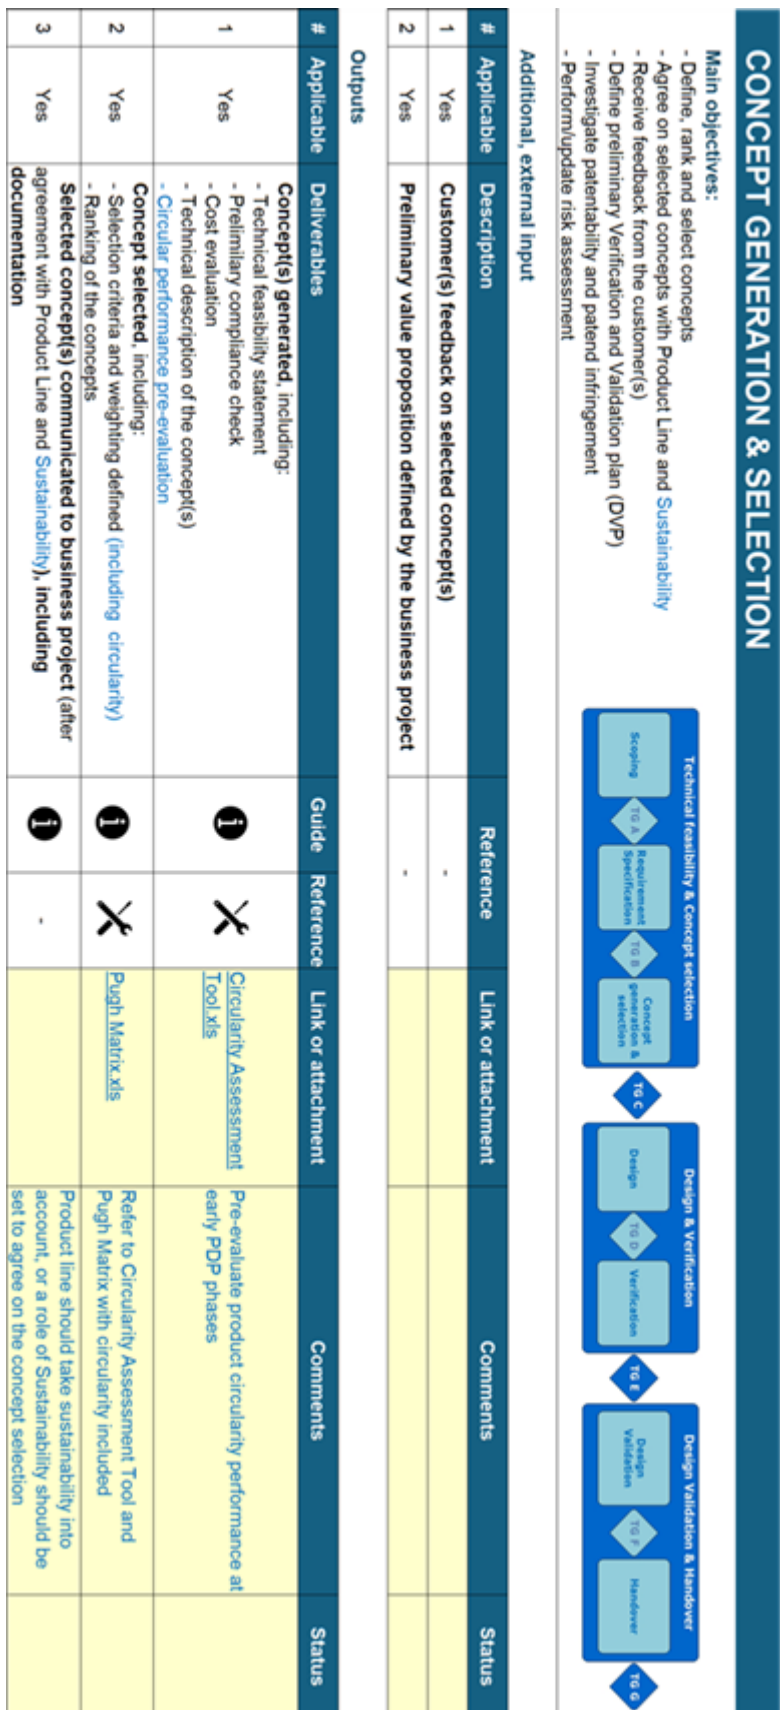 CONCEPT GENERATION & SELECTION
Main objectives:
- Define, rank and select concepts
- Agree on selected concepts with Product Line and Sustainability
- Receive feedback from the customer(s)
- Define preliminary Verification and Validation plan (DVP)
- Investigate patentability and patend infringement
- Perform/update risk assessment
Technical feasibility & Concept selection
Scoping
TG A
Requirement
Specification
TG B
Concept
generation &
selection
TG C
Design & Verification
Design
TG D
Verification
TG E
Design Validation & Handover
Design
Validation
TG F
Handover
TG G
Additional, external input
# Applicable Description Reference Link or attachment Comments Status
1 Yes Customer(s) feedback on selected concept(s) -
2 Yes Preliminary value proposition defined by the business project -
Outputs
# Applicable Deliverables Guide Reference Link or attachment Comments Status
1 Yes
Concept(s) generated, including:
- Technical feasibility statement
- Prelimilary compliance check
- Cost evaluation
- Technical description of the concept(s)
- Circular performance pre-evaluation
i
Circularity Assessment
Tool.xls
Pre-evaluate product circularity performance at
early PDP phases
2 Yes
Concept selected, including:
- Selection criteria and weighting defined (including circularity)
- Ranking of the concepts
i
Pugh Matrix.xls
Refer to Circularity Assessment Tool and
Pugh Matrix with circularity included
3 Yes
Selected concept(s) communicated to business project (after
agreement with Product Line and Sustainability), including
documentation
i
-
Product line should take sustainability into
account, or a role of Sustainability should be
set to agree on the concept selection